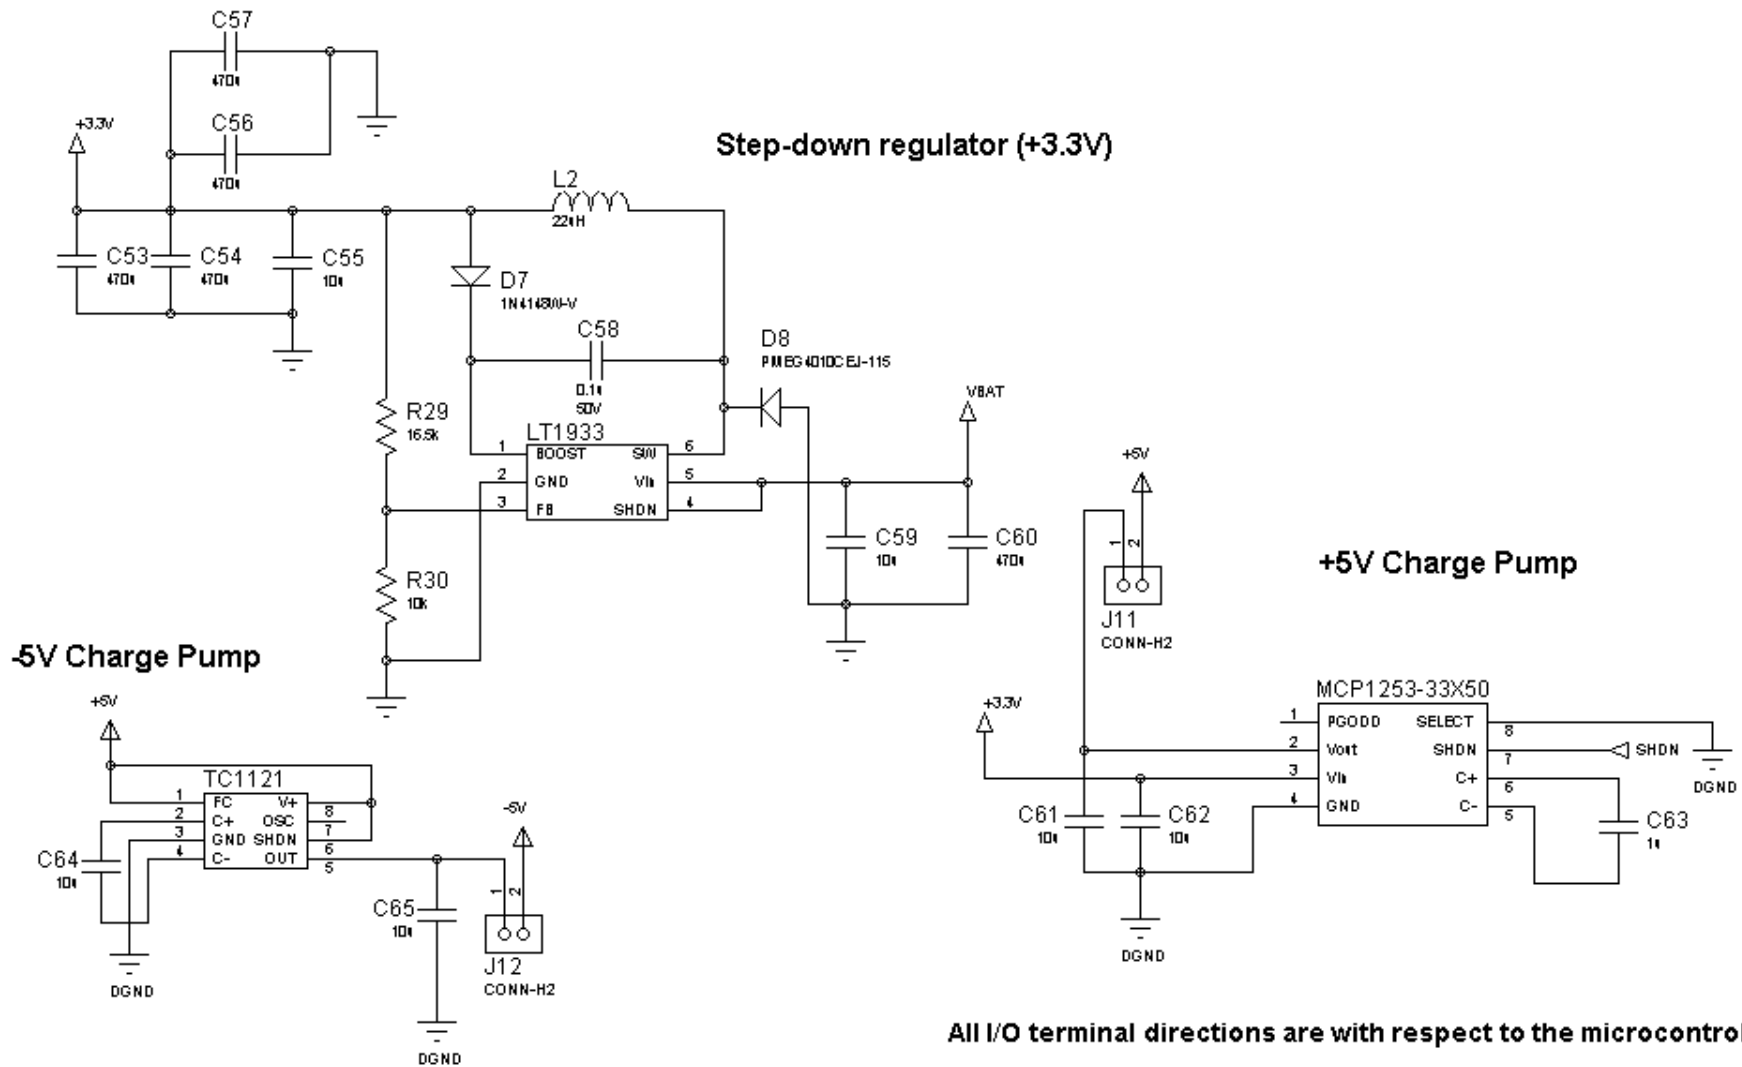 C57
470u
C56
470u
+3.3V
Step-down regulator (+3.3V)
L2
22uH
C53
470u
C54
470u
C55
10u
D7
1N4148W-V
C58
0.1u
50V
D8
PMEG4010CEJ-115
VBAT
R29
16.5k
LT1933
1
BOOST
SW
6
2
GND
Vin
5
3
FB
SHDN
4
+5V
1
2
J11
CONN-H2
C59
10u
C60
470u
+5V Charge Pump
R30
10k
-5V Charge Pump
+5V
TC1121
1
FC
V+
8
2
C+
OSC
7
3
GND
SHDN
6
4
C-
OUT
5
C64
10u
DGND
-5V
1
2
C65
10u
J12
CONN-H2
DGND
+3.3V
MCP1253-33X50
1
PGOOD
SELECT
8
2
Vout
SHDN
7
SHDN
3
Vin
C+
6
4
GND
C-
5
DGND
C61
10u
C62
10u
C63
1u
DGND
All I/O terminal directions are with respect to the microcontrol